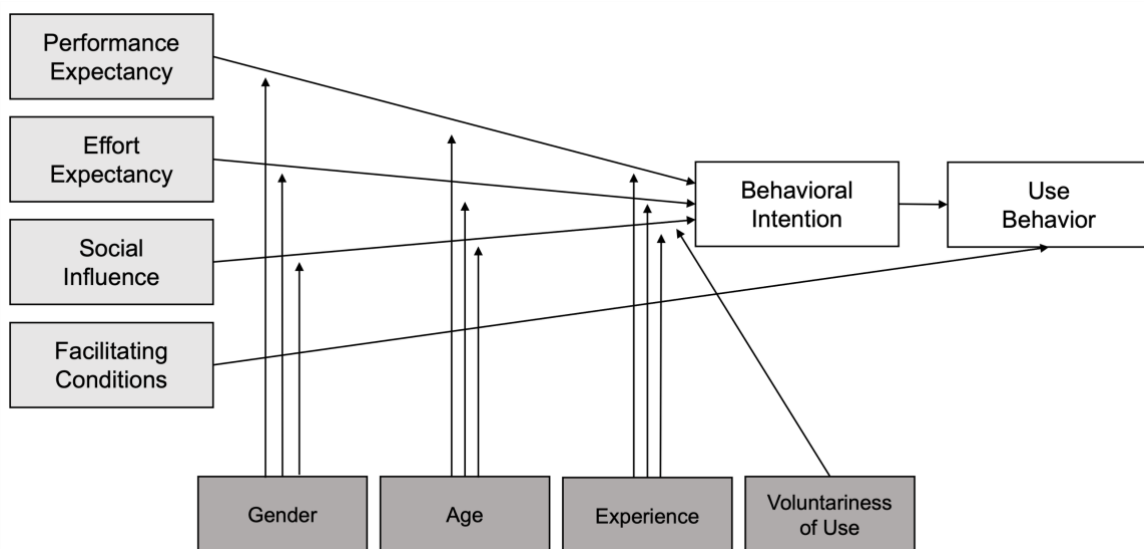 Performance
Expectancy
Effort
Expectancy
Social
Influence
Facilitating
Conditions
Behavioral
Intention
Use
Behavior
Gender
Age
Experience
Voluntariness
of Use